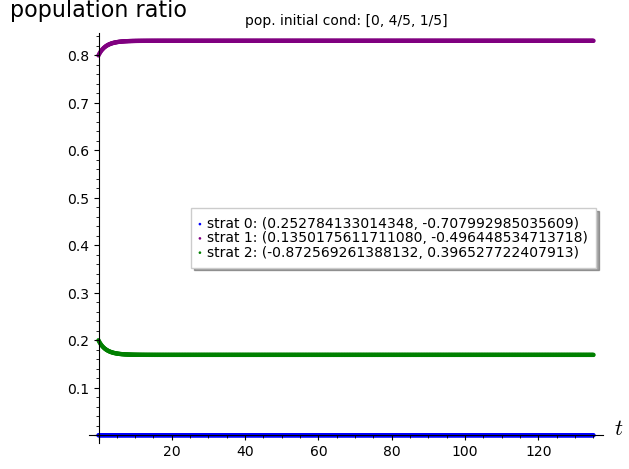 population ratio
pop. initial cond: [0, 4/5, 1/5]
0.8
0.7
0.6
0.5
strat 0: (0.252784133014348, -0.707992985035609)
0.4
strat 1: (0.1350175611711080, -0.496448534713718)
strat 2: (-0.872569261388132, 0.396527722407913)
0.3
0.2
0.1
t
20 40 60 80 100 120